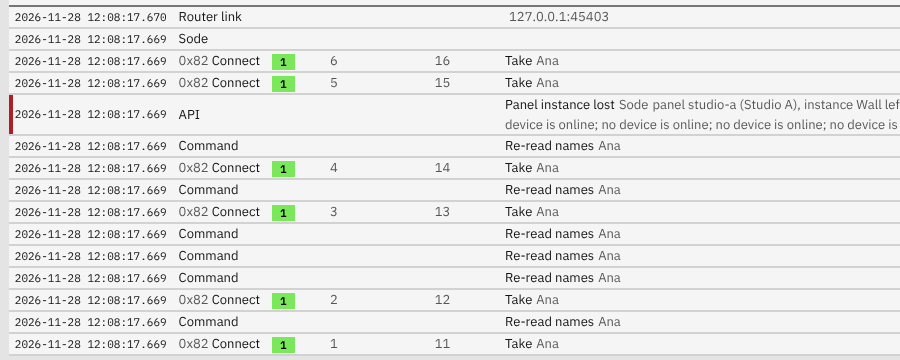 2026-11-28 12:08:17.670 Router link 127.0.0.1:45403
2026-11-28 12:08:17.669 Sode
2026-11-28 12:08:17.669 0x82 Connect 1 6 16 Take Ana
2026-11-28 12:08:17.669 0x82 Connect 1 5 15 Take Ana
2026-11-28 12:08:17.669 API Panel instance lost Sode panel studio-a (Studio A), instance Wall lef
device is online; no device is online; no device is online; no device is
2026-11-28 12:08:17.669 Command Re-read names Ana
2026-11-28 12:08:17.669 0x82 Connect 1 4 14 Take Ana
2026-11-28 12:08:17.669 Command Re-read names Ana
2026-11-28 12:08:17.669 0x82 Connect 1 3 13 Take Ana
2026-11-28 12:08:17.669 Command Re-read names Ana
2026-11-28 12:08:17.669 Command Re-read names Ana
2026-11-28 12:08:17.669 Command Re-read names Ana
2026-11-28 12:08:17.669 0x82 Connect 1 2 12 Take Ana
2026-11-28 12:08:17.669 Command Re-read names Ana
2026-11-28 12:08:17.669 0x82 Connect 1 1 11 Take Ana